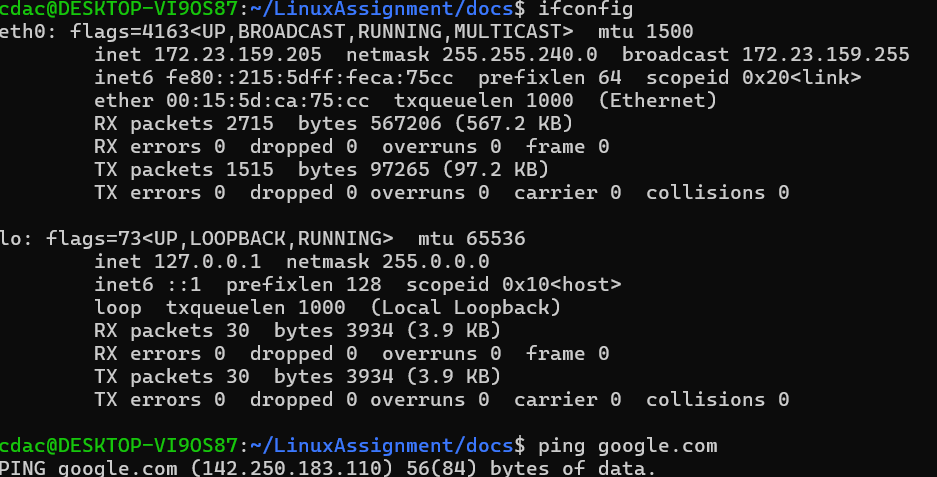 cdac@DESKTOP-VI9OS87:~/LinuxAssignment/docs$ ifconfig
eth0: flags=4163<UP,BROADCAST,RUNNING,MULTICAST>  mtu 1500
        inet 172.23.159.205  netmask 255.255.240.0  broadcast 172.23.159.255
        inet6 fe80::215:5dff:feca:75cc  prefixlen 64  scopeid 0x20<link>
        ether 00:15:5d:ca:75:cc  txqueuelen 1000  (Ethernet)
        RX packets 2715  bytes 567206 (567.2 KB)
        RX errors 0  dropped 0  overruns 0  frame 0
        TX packets 1515  bytes 97265 (97.2 KB)
        TX errors 0  dropped 0 overruns 0  carrier 0  collisions 0

lo: flags=73<UP,LOOPBACK,RUNNING>  mtu 65536
        inet 127.0.0.1  netmask 255.0.0.0
        inet6 ::1  prefixlen 128  scopeid 0x10<host>
        loop  txqueuelen 1000  (Local Loopback)
        RX packets 30  bytes 3934 (3.9 KB)
        RX errors 0  dropped 0  overruns 0  frame 0
        TX packets 30  bytes 3934 (3.9 KB)
        TX errors 0  dropped 0 overruns 0  carrier 0  collisions 0

cdac@DESKTOP-VI9OS87:~/LinuxAssignment/docs$ ping google.com
PING google.com (142.250.183.110) 56(84) bytes of data.